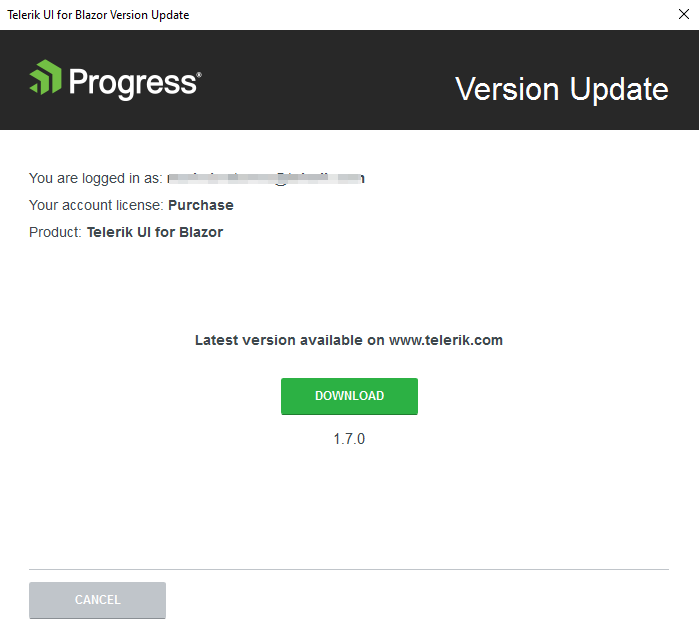 Telerik UI for Blazor Version Update
Progress®
Version Update
You are logged in as:
Your account license: Purchase
Product: Telerik UI for Blazor
Latest version available on www.telerik.com
DOWNLOAD
1.7.0
CANCEL